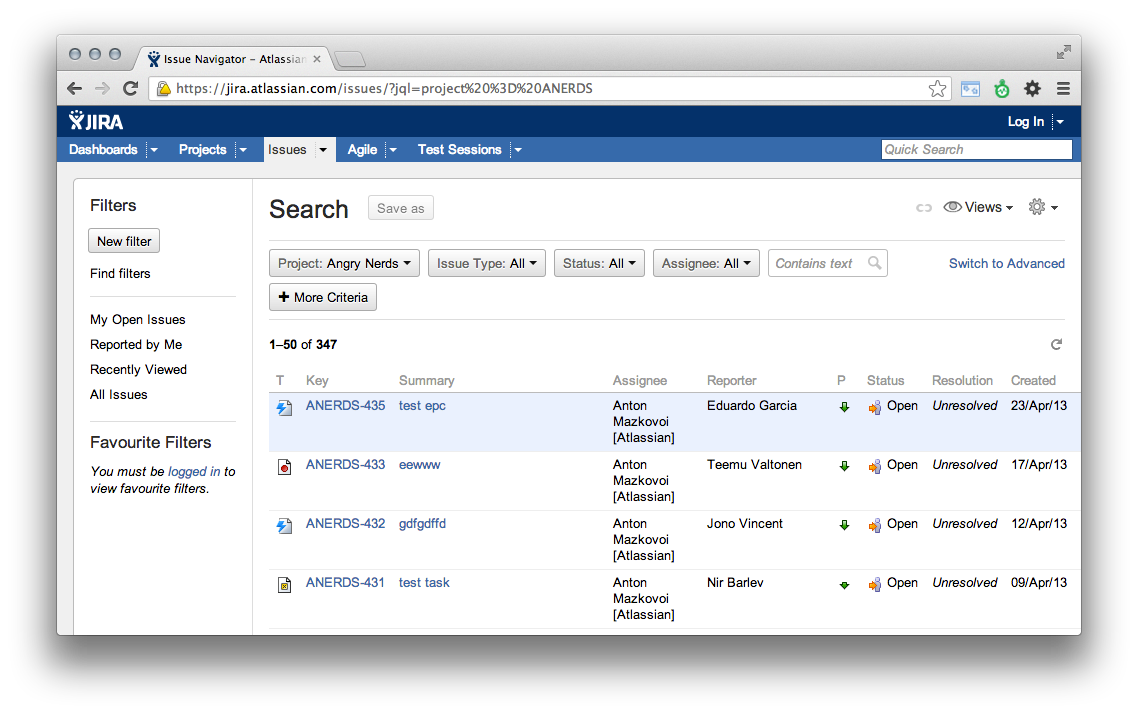 Issue Navigator – Atlassian
https://jira.atlassian.com/issues/?jql=project%20%3D%20ANERDS
JIRA
Log In
Dashboards Projects Issues Agile Test Sessions Quick Search
Filters
New filter
Find filters
My Open Issues
Reported by Me
Recently Viewed
All Issues
Favourite Filters
You must be logged in to
view favourite filters.
Search Save as Views
Project: Angry Nerds Issue Type: All Status: All Assignee: All Contains text Switch to Advanced
+ More Criteria
1–50 of 347
T Key Summary Assignee Reporter P Status Resolution Created
ANERDS-435 test epc Anton Eduardo Garcia Open Unresolved 23/Apr/13
Mazkovoi
[Atlassian]
ANERDS-433 eewww Anton Teemu Valtonen Open Unresolved 17/Apr/13
Mazkovoi
[Atlassian]
ANERDS-432 gdfgdffd Anton Jono Vincent Open Unresolved 12/Apr/13
Mazkovoi
[Atlassian]
ANERDS-431 test task Anton Nir Barlev Open Unresolved 09/Apr/13
Mazkovoi
[Atlassian]